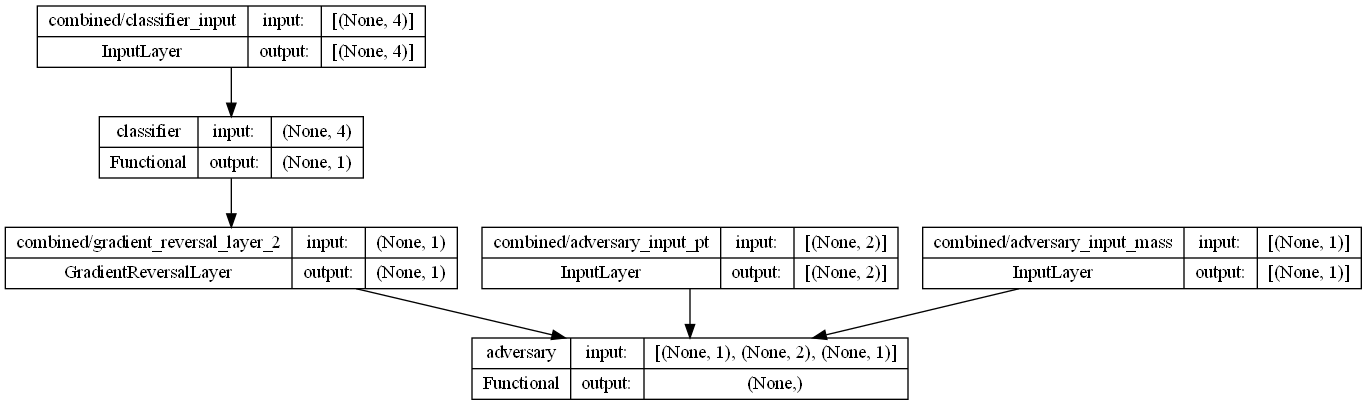 combined/classifier_input input: [(None, 4)]
InputLayer output: [(None, 4)]
classifier input: (None, 4)
Functional output: (None, 1)
combined/gradient_reversal_layer_2 input: (None, 1)
GradientReversalLayer output: (None, 1)
combined/adversary_input_pt input: [(None, 2)]
InputLayer output: [(None, 2)]
combined/adversary_input_mass input: [(None, 1)]
InputLayer output: [(None, 1)]
adversary input: [(None, 1), (None, 2), (None, 1)]
Functional output: (None,)